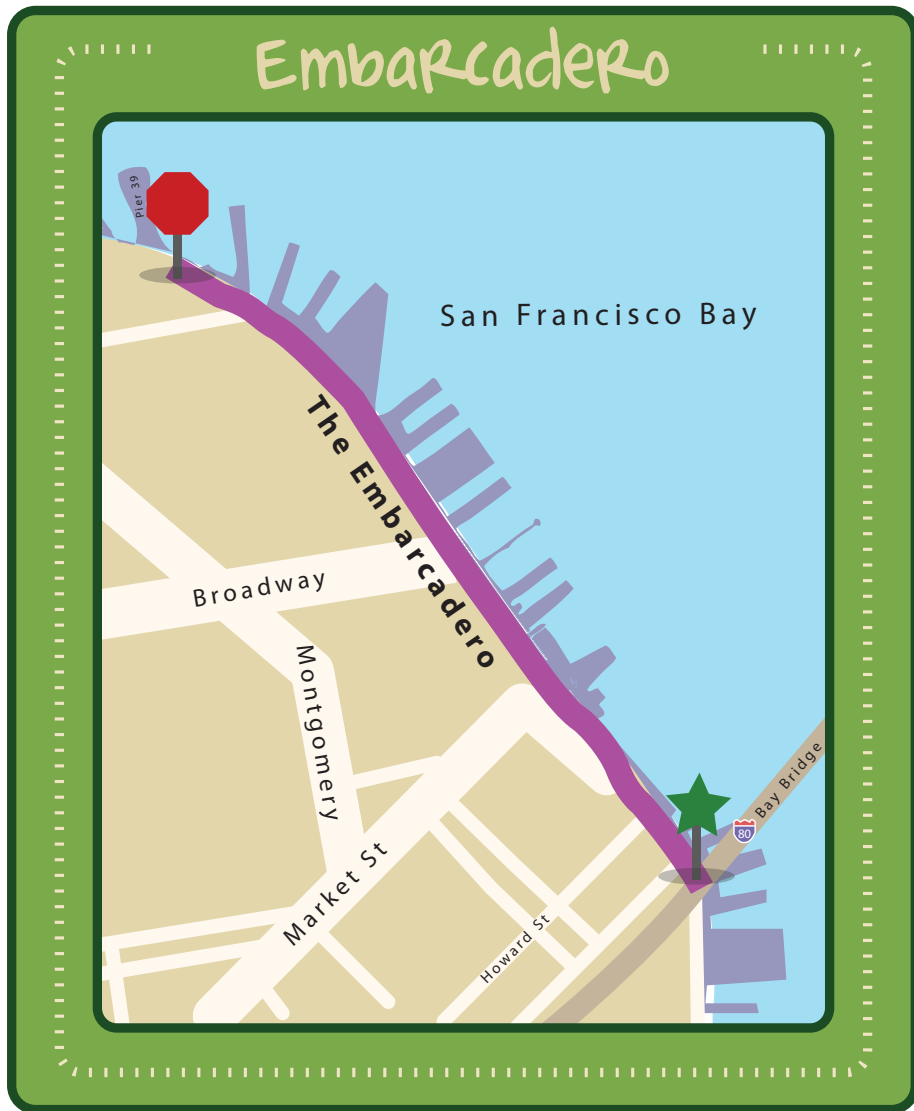 EmbaRcadeRo
Pier 39
San Francisco Bay
The Embarcadero
Broadway
Montgomery
Bay Bridge
80
Market St
Howard St